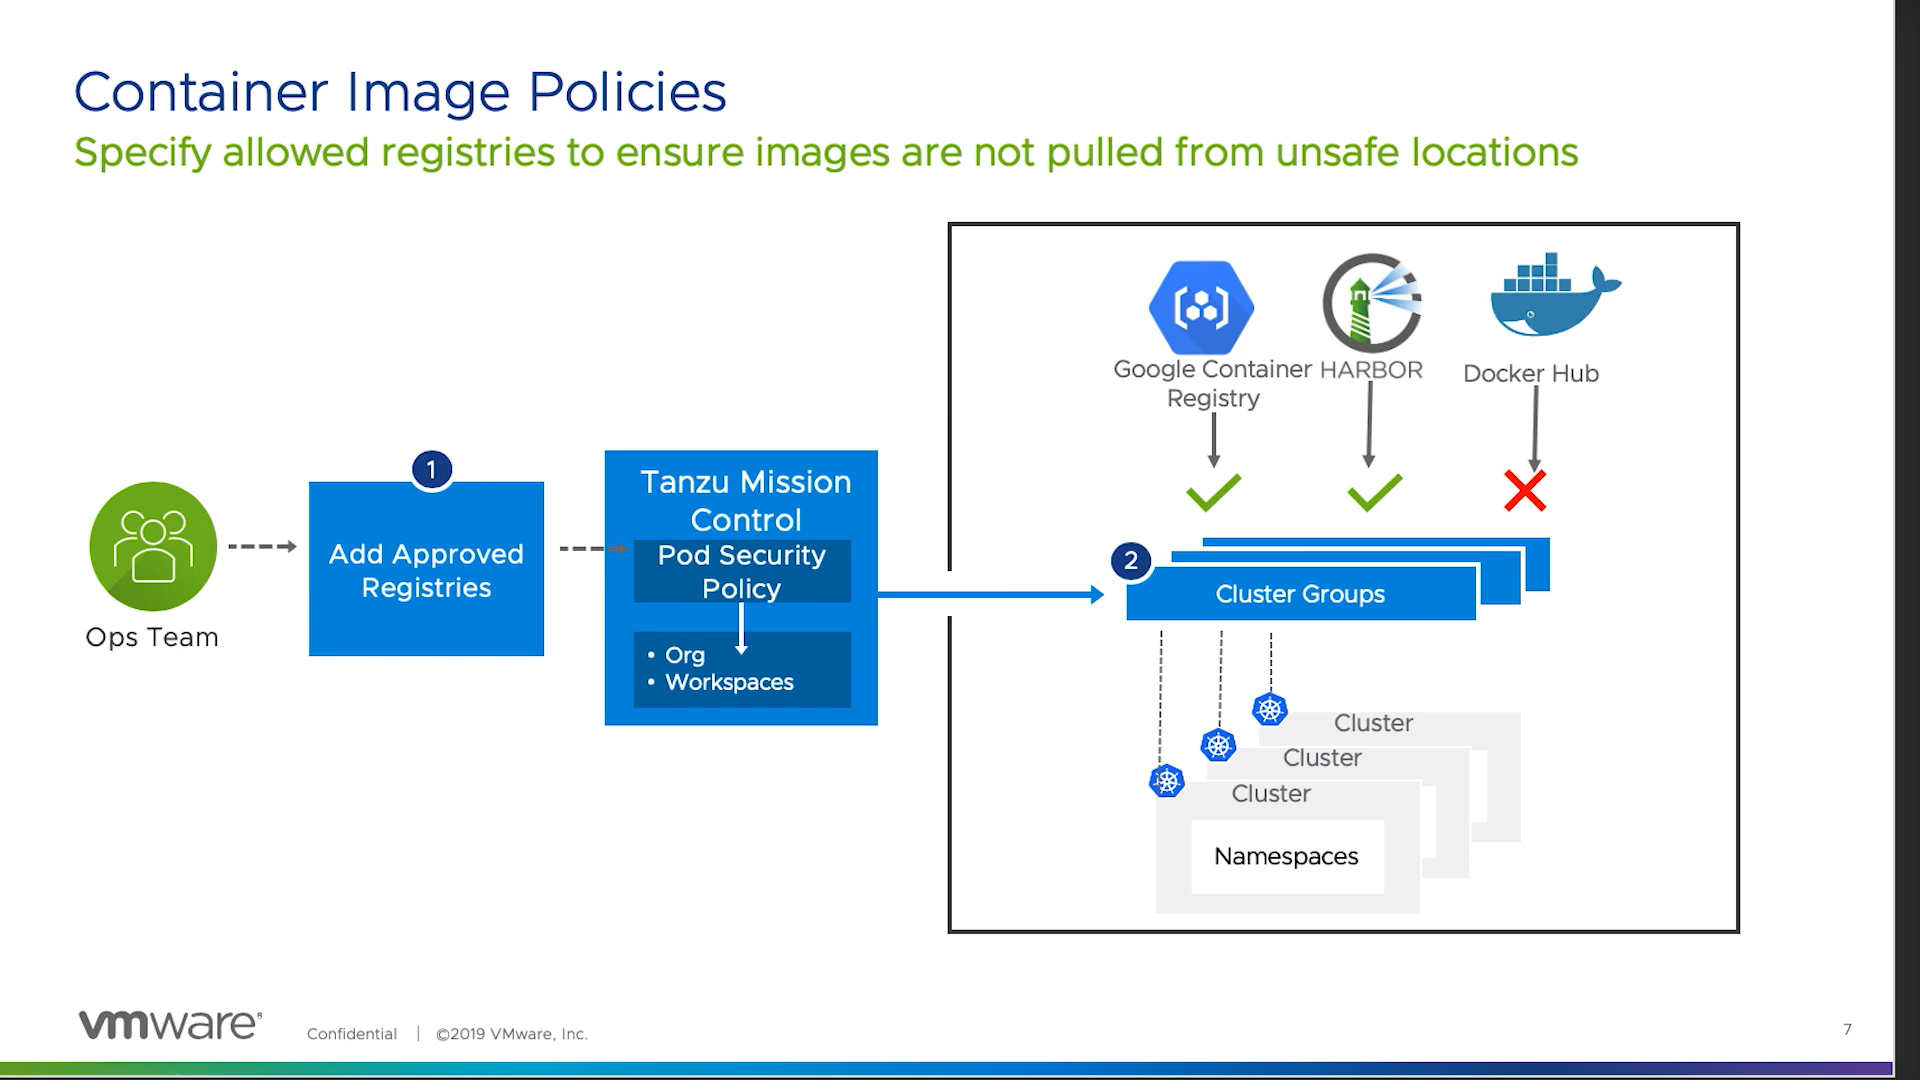 Container Image Policies
Specify allowed registries to ensure images are not pulled from unsafe locations
Google Container
Registry
HARBOR
Docker Hub
1
Add Approved
Registries
Ops Team
Tanzu Mission
Control
Pod Security
Policy
• Org
• Workspaces
2
Cluster Groups
Cluster
Cluster
Cluster
Namespaces
vmware®
Confidential | ©2019 VMware, Inc.
7